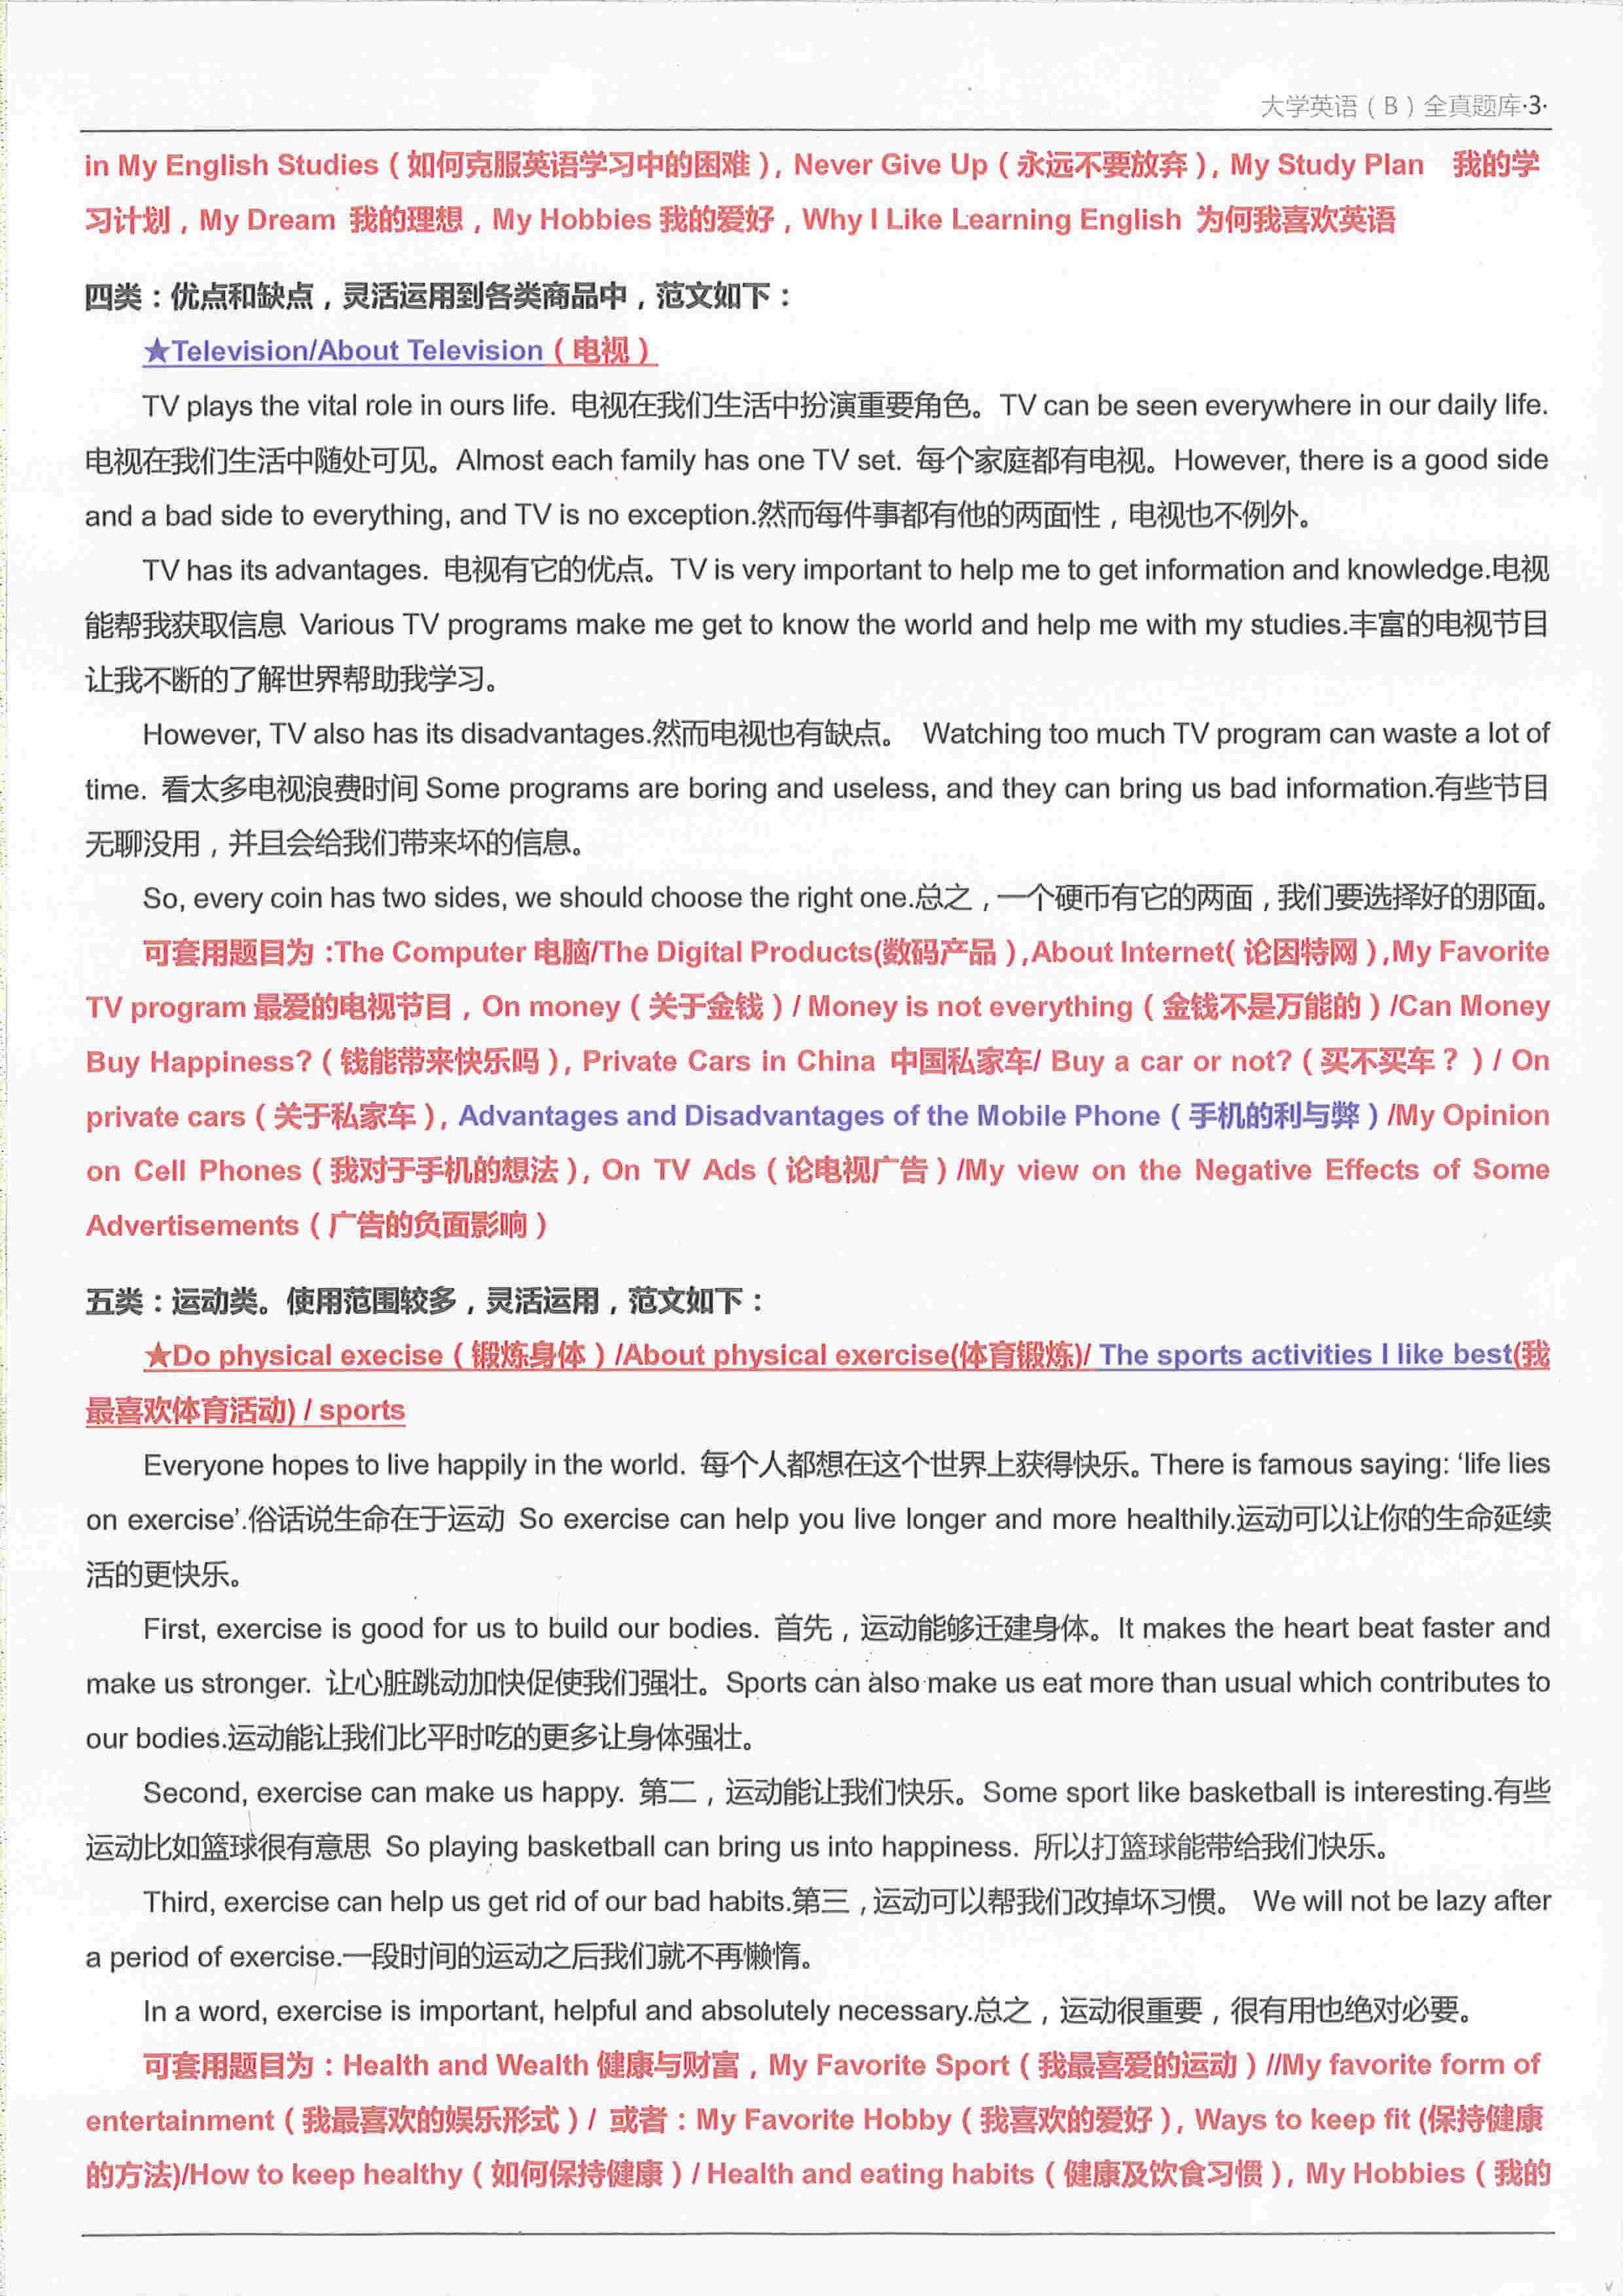 大学英语（B）全真题库·3·
in My English Studies（如何克服英语学习中的困难）, Never Give Up（永远不要放弃）, My Study Plan 我的学
习计划，My Dream 我的理想，My Hobbies 我的爱好，Why I Like Learning English 为何我喜欢英语
四类：优点和缺点，灵活运用到各类商品中，范文如下：
★Television/About Television（电视）
TV plays the vital role in ours life. 电视在我们生活中扮演重要角色。TV can be seen everywhere in our daily life.
电视在我们生活中随处可见。Almost each family has one TV set. 每个家庭都有电视。However, there is a good side
and a bad side to everything, and TV is no exception.然而每件事都有他的两面性，电视也不例外。
TV has its advantages. 电视有它的优点。TV is very important to help me to get information and knowledge.电视
能帮我获取信息 Various TV programs make me get to know the world and help me with my studies.丰富的电视节目
让我不断的了解世界帮助我学习。
However, TV also has its disadvantages.然而电视也有缺点。 Watching too much TV program can waste a lot of
time. 看太多电视浪费时间 Some programs are boring and useless, and they can bring us bad information.有些节目
无聊没用，并且会给我们带来坏的信息。
So, every coin has two sides, we should choose the right one.总之，一个硬币有它的两面，我们要选择好的那面。
可套用题目为：The Computer 电脑/The Digital Products(数码产品）,About Internet( 论因特网）,My Favorite
TV program 最爱的电视节目，On money（关于金钱）/ Money is not everything（金钱不是万能的）/Can Money
Buy Happiness?（钱能带来快乐吗）, Private Cars in China 中国私家车/ Buy a car or not?（买不买车？）/ On
private cars（关于私家车）, Advantages and Disadvantages of the Mobile Phone（手机的利与弊）/My Opinion
on Cell Phones（我对于手机的想法）, On TV Ads（论电视广告）/My view on the Negative Effects of Some
Advertisements（广告的负面影响）
五类：运动类。使用范围较多，灵活运用，范文如下：
★Do physical execise（锻炼身体）/About physical exercise(体育锻炼)/ The sports activities I like best(我
最喜欢体育活动) / sports
Everyone hopes to live happily in the world. 每个人都想在这个世界上获得快乐。There is famous saying: ‘life lies
on exercise’.俗话说生命在于运动 So exercise can help you live longer and more healthily.运动可以让你的生命延续
活的更快乐。
First, exercise is good for us to build our bodies. 首先，运动能够迁建身体。It makes the heart beat faster and
make us stronger. 让心脏跳动加快促使我们强壮。Sports can also make us eat more than usual which contributes to
our bodies.运动能让我们比平时吃的更多让身体强壮。
Second, exercise can make us happy. 第二，运动能让我们快乐。Some sport like basketball is interesting.有些
运动比如篮球很有意思 So playing basketball can bring us into happiness. 所以打篮球能带给我们快乐。
Third, exercise can help us get rid of our bad habits.第三，运动可以帮我们改掉坏习惯。 We will not be lazy after
a period of exercise.一段时间的运动之后我们就不再懒惰。
In a word, exercise is important, helpful and absolutely necessary.总之，运动很重要，很有用也绝对必要。
可套用题目为：Health and Wealth 健康与财富，My Favorite Sport（我最喜爱的运动）//My favorite form of
entertainment（我最喜欢的娱乐形式）/ 或者：My Favorite Hobby（我喜欢的爱好）, Ways to keep fit (保持健康
的方法)/How to keep healthy（如何保持健康）/ Health and eating habits（健康及饮食习惯）, My Hobbies（我的